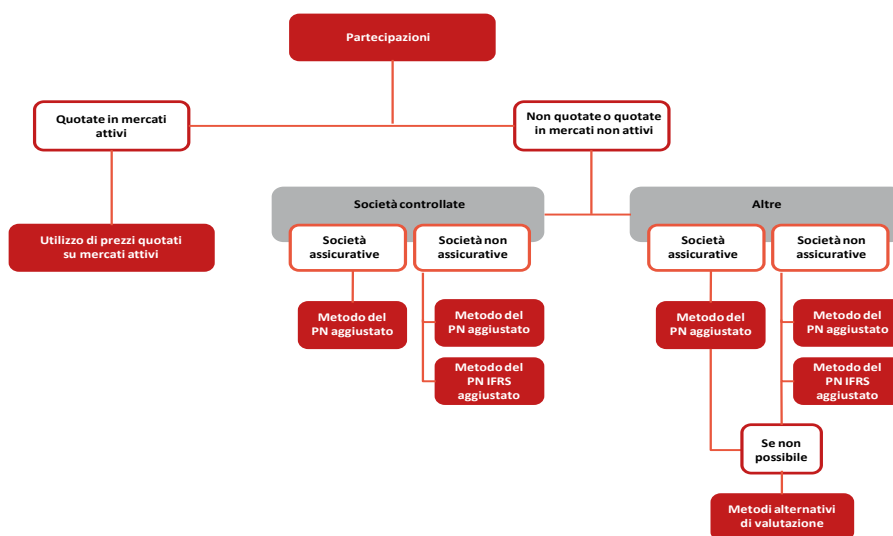 Partecipazioni
Quotate in mercati
attivi
Non quotate o quotate
in mercati non attivi
Utilizzo di prezzi quotati
su mercati attivi
Società controllate
Altre
Società
assicurative
Società non
assicurative
Società
assicurative
Società non
assicurative
Metodo del
PN aggiustato
Metodo del
PN aggiustato
Metodo del
PN IFRS
aggiustato
Metodo del
PN aggiustato
Metodo del
PN aggiustato
Metodo del
PN IFRS
aggiustato
Se non
possibile
Metodi alternativi
di valutazione